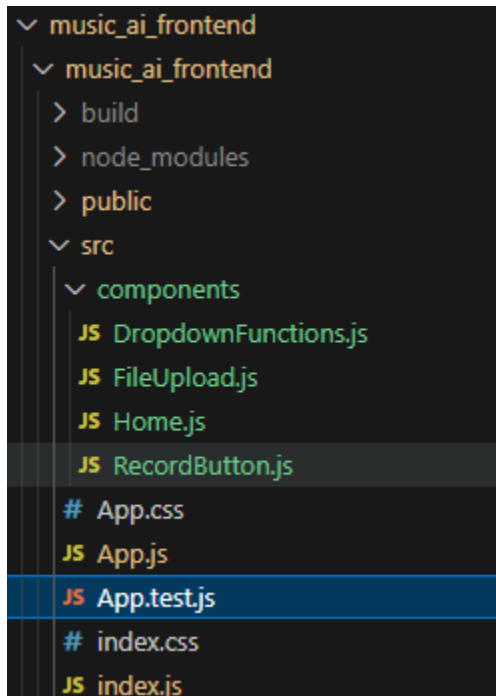 music_ai_frontend
music_ai_frontend
build
node_modules
public
src
components
JS DropdownFunctions.js
JS FileUpload.js
JS Home.js
JS RecordButton.js
# App.css
JS App.js
JS App.test.js
# index.css
JS index.js